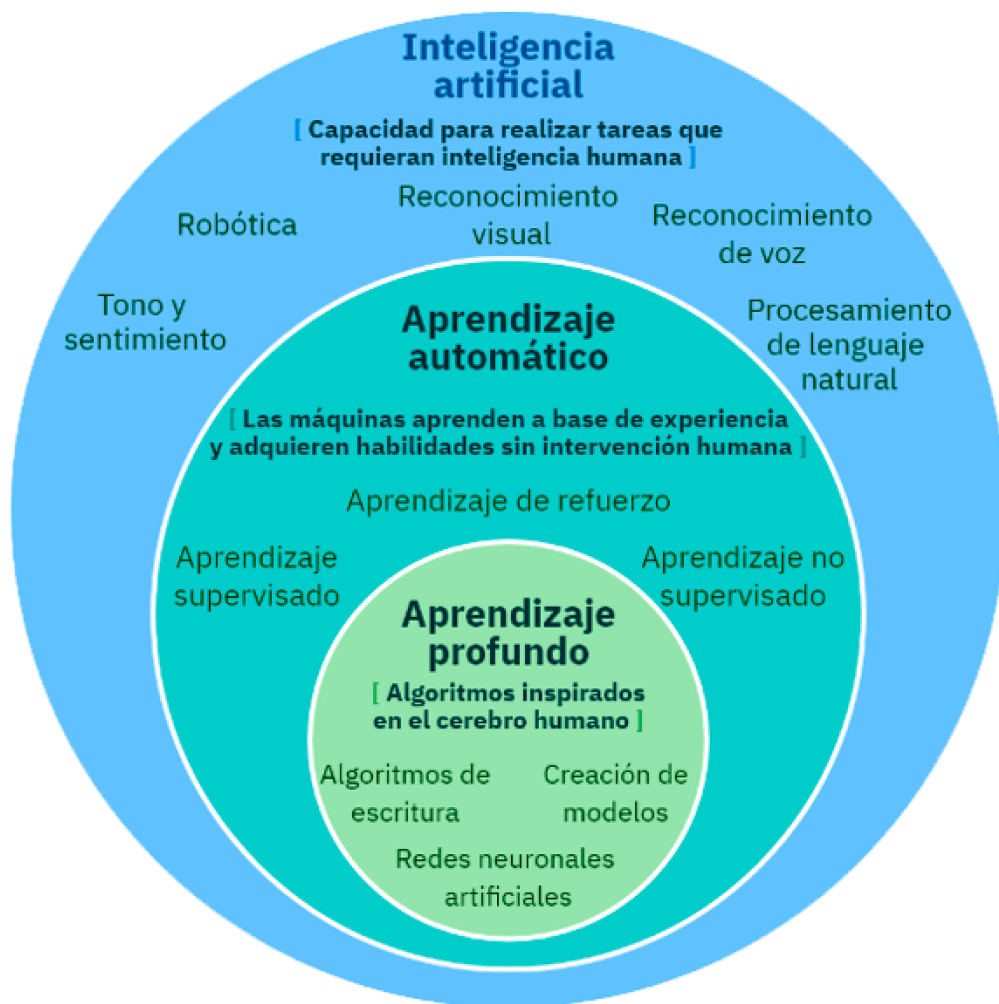 Inteligencia
artificial
[ Capacidad para realizar tareas que
requieran inteligencia humana ]
Robótica
Reconocimiento
visual
Reconocimiento
de voz
Tono y
sentimiento
Procesamiento
de lenguaje
natural
Aprendizaje
automático
[ Las máquinas aprenden a base de experiencia
y adquieren habilidades sin intervención humana ]
Aprendizaje de refuerzo
Aprendizaje
supervisado
Aprendizaje no
supervisado
Aprendizaje
profundo
[ Algoritmos inspirados
en el cerebro humano ]
Algoritmos de
escritura
Creación de
modelos
Redes neuronales
artificiales